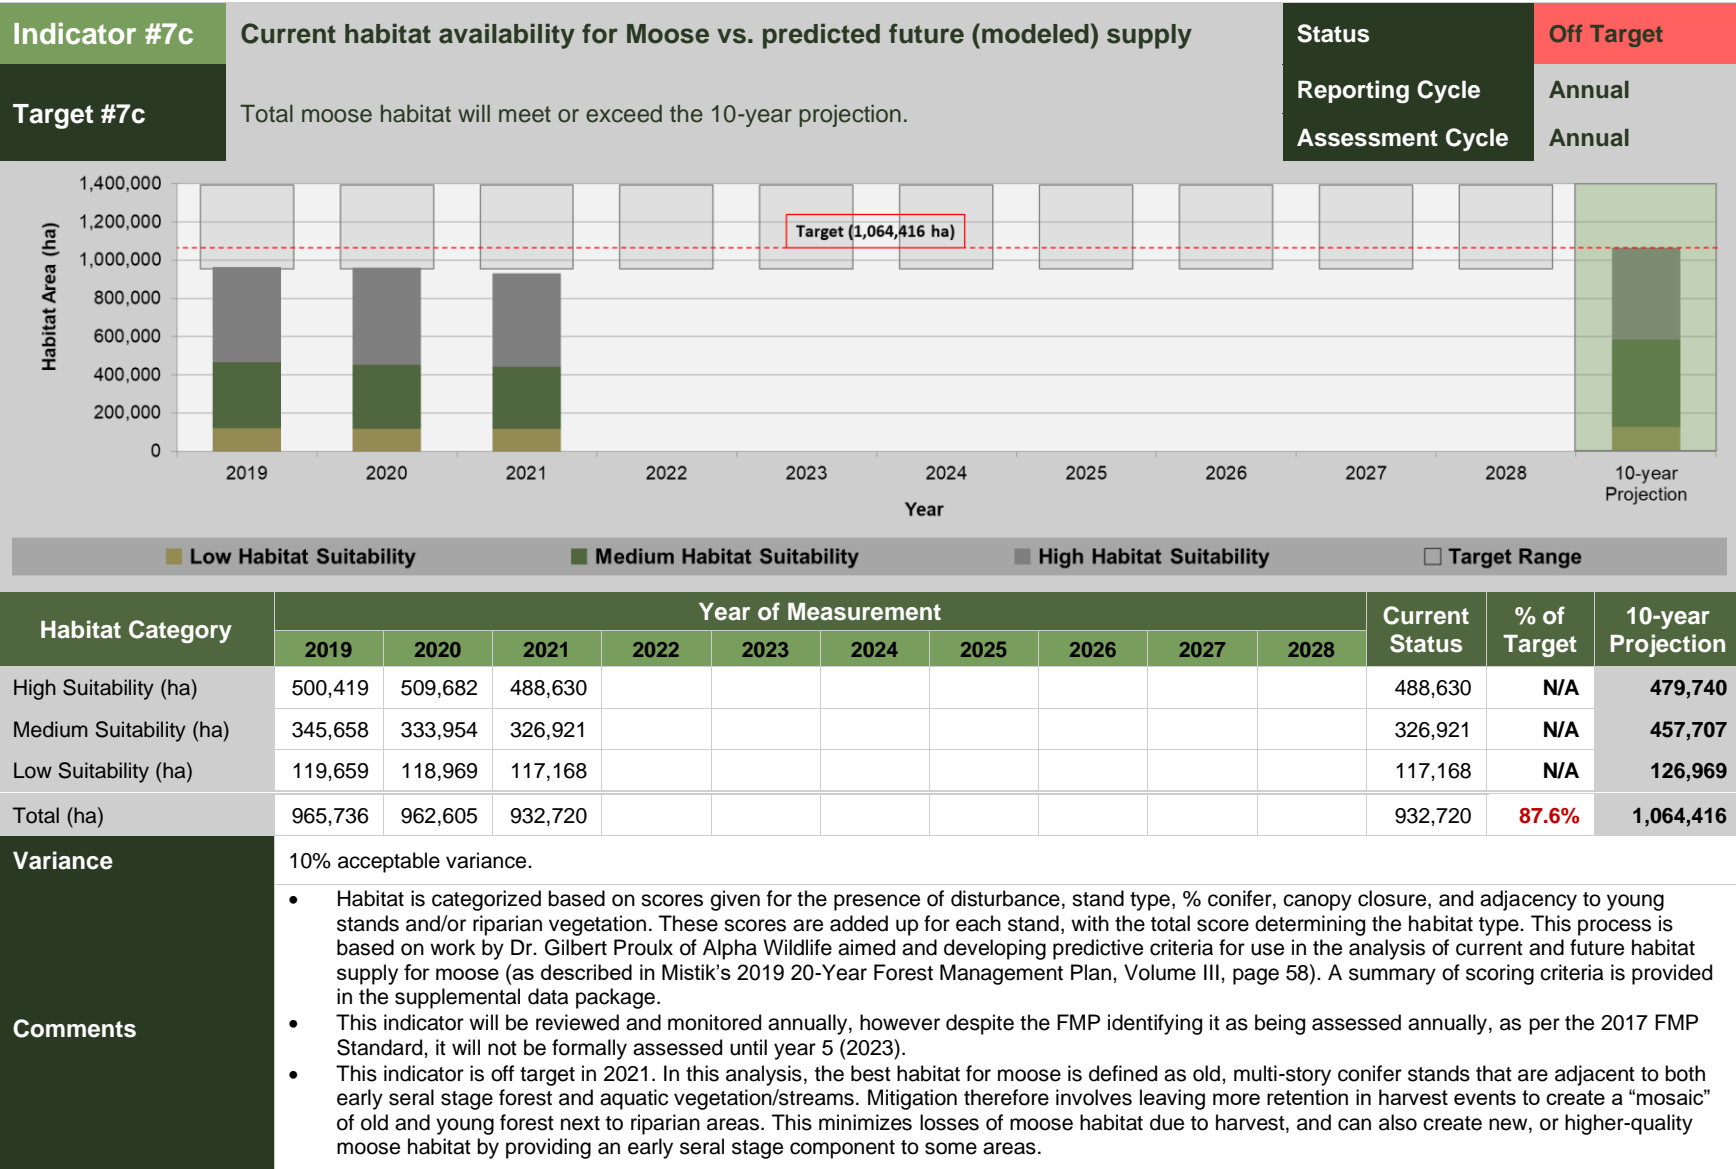 Indicator #7c
Current habitat availability for Moose vs. predicted future (modeled) supply
Status
Off Target
Target #7c
Total moose habitat will meet or exceed the 10-year projection.
Reporting Cycle
Annual
Assessment Cycle
Annual
Habitat Area (ha)
1,400,000
1,200,000
1,000,000
800,000
600,000
400,000
200,000
0
Target (1,064,416 ha)
2019
2020
2021
2022
2023
2024
2025
2026
2027
2028
10-year
Projection
Year
Low Habitat Suitability
Medium Habitat Suitability
High Habitat Suitability
Target Range
Habitat Category
Year of Measurement
Current
Status
% of
Target
10-year
Projection
2019 2020 2021 2022 2023 2024 2025 2026 2027 2028
High Suitability (ha) 500,419 509,682 488,630 488,630 N/A 479,740
Medium Suitability (ha) 345,658 333,954 326,921 326,921 N/A 457,707
Low Suitability (ha) 119,659 118,969 117,168 117,168 N/A 126,969
Total (ha) 965,736 962,605 932,720 932,720 87.6% 1,064,416
Variance
10% acceptable variance.
Comments
• Habitat is categorized based on scores given for the presence of disturbance, stand type, % conifer, canopy closure, and adjacency to young
stands and/or riparian vegetation. These scores are added up for each stand, with the total score determining the habitat type. This process is
based on work by Dr. Gilbert Proulx of Alpha Wildlife aimed and developing predictive criteria for use in the analysis of current and future habitat
supply for moose (as described in Mistik's 2019 20-Year Forest Management Plan, Volume III, page 58). A summary of scoring criteria is provided
in the supplemental data package.
• This indicator will be reviewed and monitored annually, however despite the FMP identifying it as being assessed annually, as per the 2017 FMP
Standard, it will not be formally assessed until year 5 (2023).
• This indicator is off target in 2021. In this analysis, the best habitat for moose is defined as old, multi-story conifer stands that are adjacent to both
early seral stage forest and aquatic vegetation/streams. Mitigation therefore involves leaving more retention in harvest events to create a “mosaic”
of old and young forest next to riparian areas. This minimizes losses of moose habitat due to harvest, and can also create new, or higher-quality
moose habitat by providing an early seral stage component to some areas.